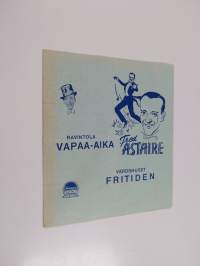 RAVINTOLA
VAPAA-AIKA
Fred
ASTAIRE
VÄRDSHUSET
FRITIDEN